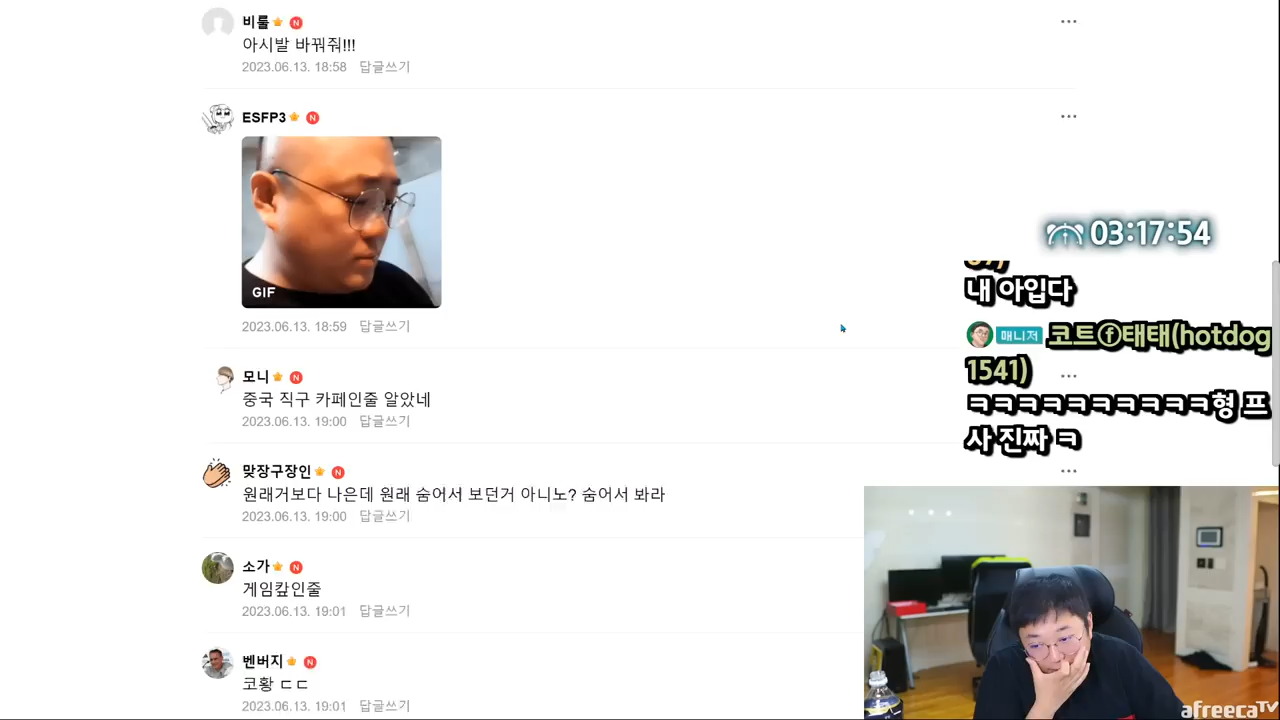 비룰 N
아시발 바꿔줘!!!
2023.06.13. 18:58 답글쓰기
ESFP3 N
GIF
2023.06.13. 18:59 답글쓰기
모니 N
중국 직구 카페인줄 알았네
2023.06.13. 19:00 답글쓰기
맞장구장인 N
원래거보다 나은데 원래 숨어서 보던거 아니노? 숨어서 봐라
2023.06.13. 19:00 답글쓰기
소가 N
게임캎인줄
2023.06.13. 19:01 답글쓰기
벤버지 N
코황 ㄷㄷ
2023.06.13. 19:01 답글쓰기
03:17:54
내 아입다
매니저 코트ⓕ태태(hotdog
1541)
ㅋㅋㅋㅋㅋㅋㅋㅋㅋㅋ형 프
사 진짜 ㅋ
afreecaTV